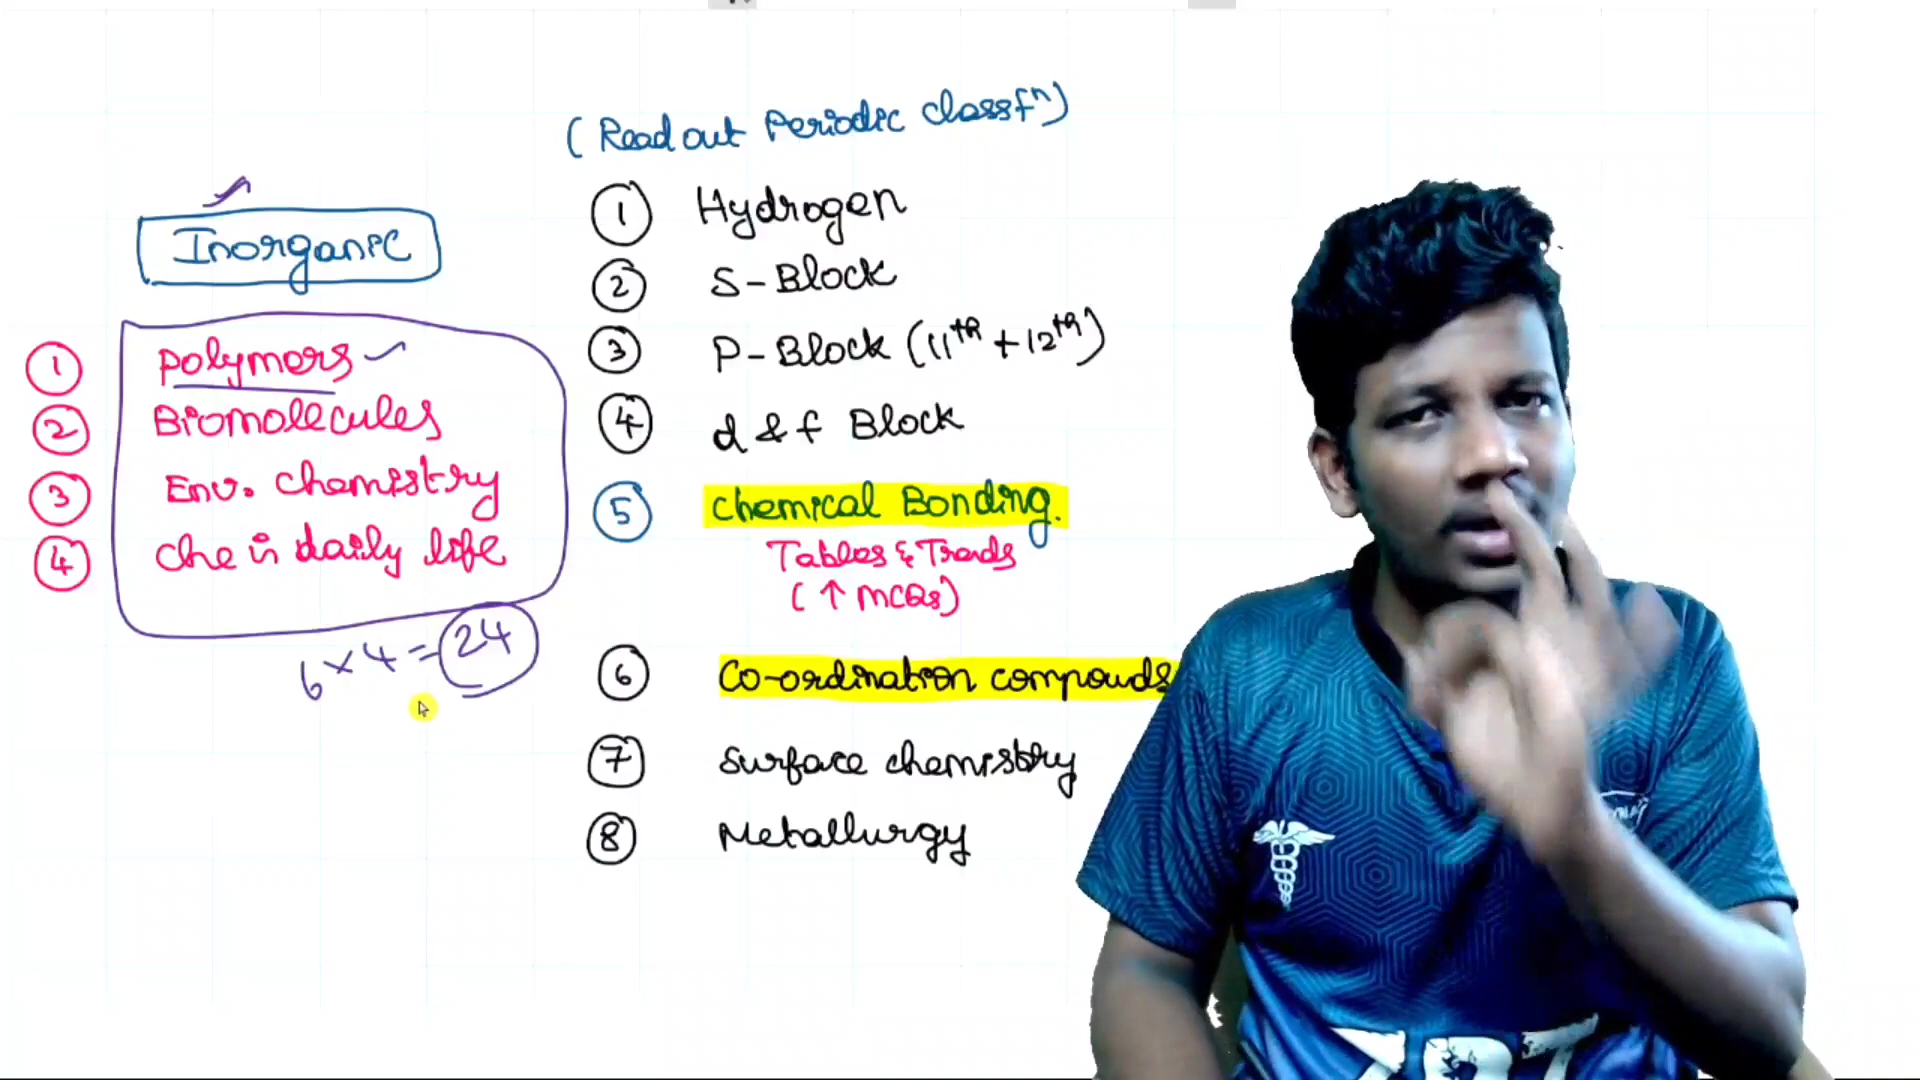 (Read out Periodic classfⁿ)
Inorganic
① Polymers
② Biomolecules
③ Env. chemistry
④ Che in daily life
6 x 4 = 24
① Hydrogen
② S-Block
③ P-Block (11th + 12th)
④ d & f Block
⑤ Chemical Bonding.
Tables & Trends
(↑ MCQs)
⑥ Co-ordination compounds
⑦ Surface chemistry
⑧ Metallurgy